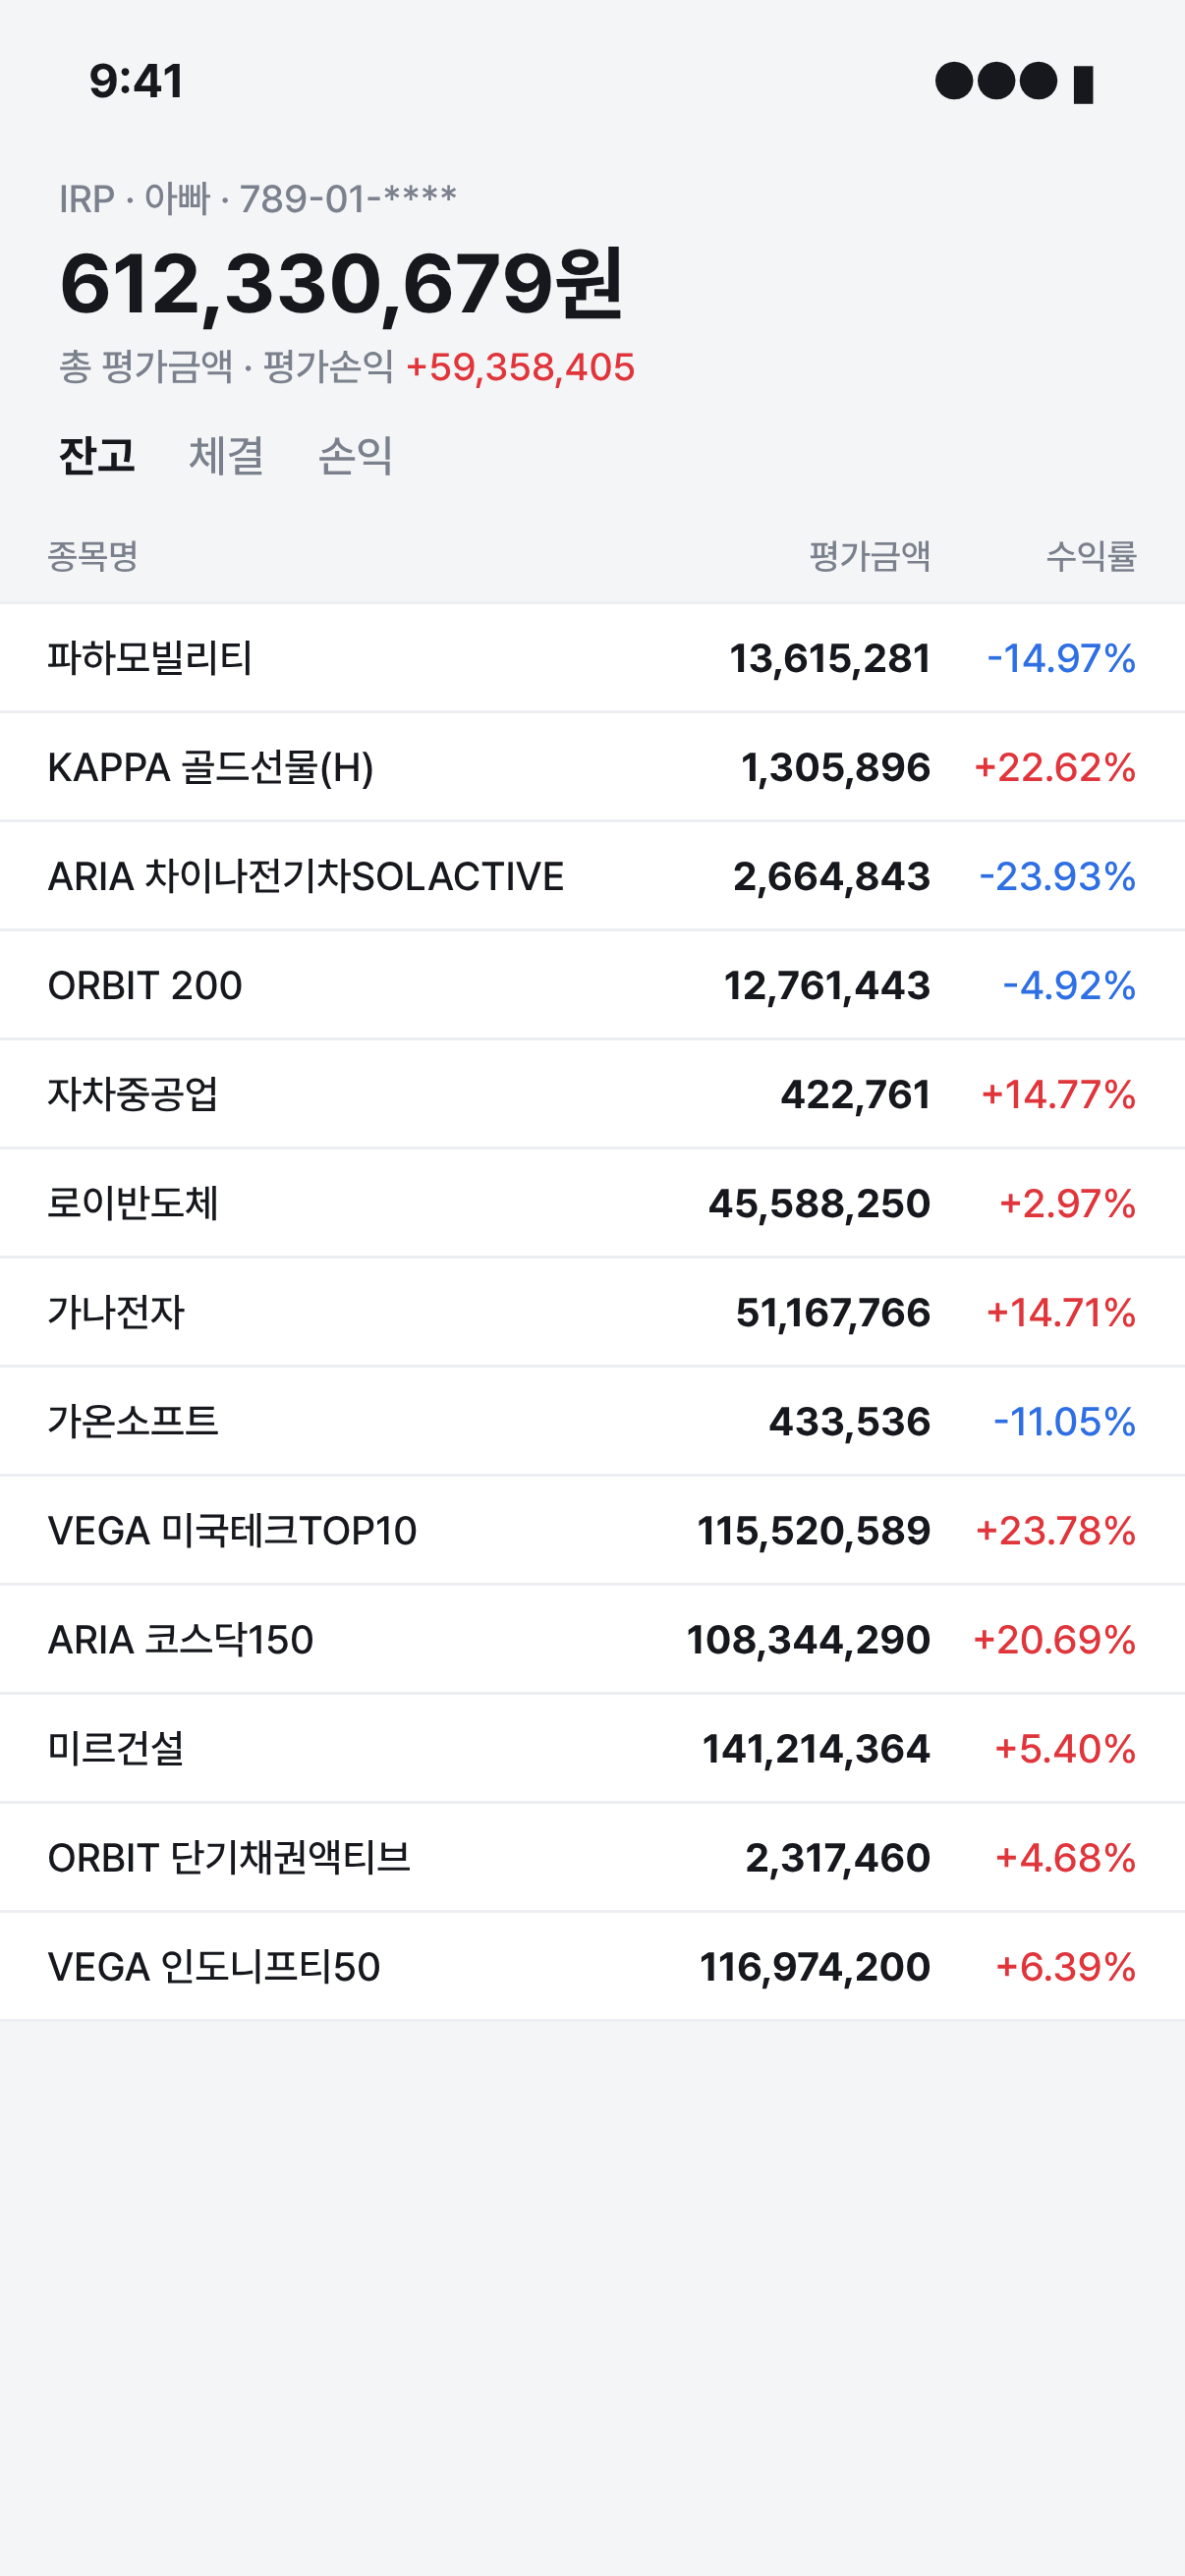 9:41
IRP · 아빠 · 789-01-****
612,330,679원
총 평가금액 · 평가손익 +59,358,405
잔고 체결 손익
종목명 평가금액 수익률
파하모빌리티 13,615,281 -14.97%
KAPPA 골드선물(H) 1,305,896 +22.62%
ARIA 차이나전기차SOLACTIVE 2,664,843 -23.93%
ORBIT 200 12,761,443 -4.92%
자차중공업 422,761 +14.77%
로이반도체 45,588,250 +2.97%
가나전자 51,167,766 +14.71%
가온소프트 433,536 -11.05%
VEGA 미국테크TOP10 115,520,589 +23.78%
ARIA 코스닥150 108,344,290 +20.69%
미르건설 141,214,364 +5.40%
ORBIT 단기채권액티브 2,317,460 +4.68%
VEGA 인도니프티50 116,974,200 +6.39%